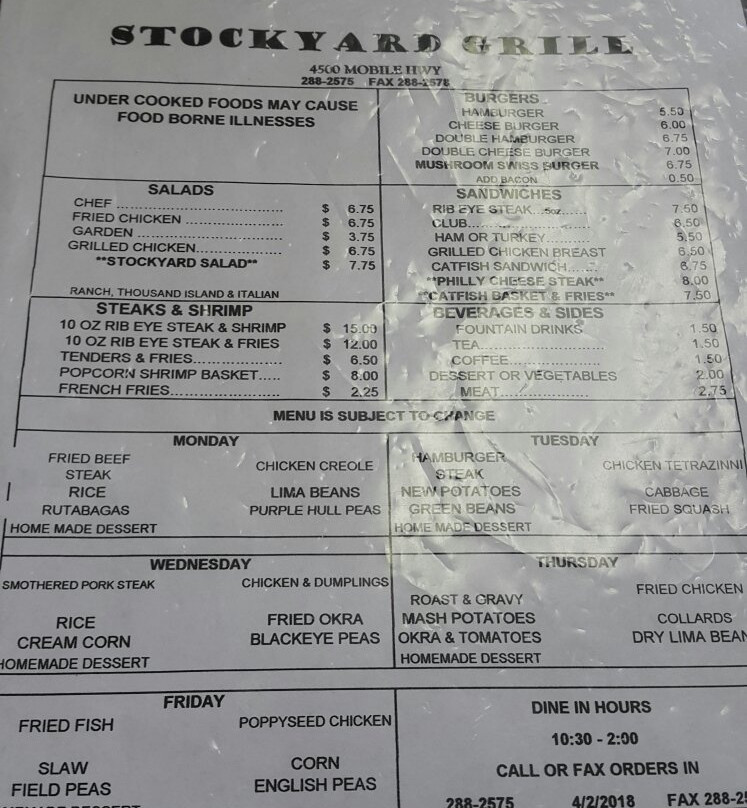 STOCKYARD GRILL
4500 MOBILE HWY
288-2575 FAX 288-2578
UNDER COOKED FOODS MAY CAUSE
FOOD BORNE ILLNESSES
BURGERS
HAMBURGER 5.50
CHEESE BURGER 6.00
DOUBLE HAMBURGER 6.75
DOUBLE CHEESE BURGER 7.00
MUSHROOM SWISS BURGER 6.75
ADD BACON 0.50
SALADS
CHEF $ 6.75
FRIED CHICKEN $ 6.75
GARDEN $ 3.75
GRILLED CHICKEN $ 6.75
**STOCKYARD SALAD** $ 7.75
RANCH, THOUSAND ISLAND & ITALIAN
SANDWICHES
RIB EYE STEAK...5oz...... 7.50
CLUB 6.50
HAM OR TURKEY 5.50
GRILLED CHICKEN BREAST 6.50
CATFISH SANDWICH 6.75
**PHILLY CHEESE STEAK** 8.00
**CATFISH BASKET & FRIES** 7.50
STEAKS & SHRIMP
10 OZ RIB EYE STEAK & SHRIMP $ 15.00
10 OZ RIB EYE STEAK & FRIES $ 12.00
TENDERS & FRIES $ 6.50
POPCORN SHRIMP BASKET $ 8.00
FRENCH FRIES $ 2.25
BEVERAGES & SIDES
FOUNTAIN DRINKS 1.50
TEA 1.50
COFFEE 1.50
DESSERT OR VEGETABLES 2.00
MEAT 2.75
MENU IS SUBJECT TO CHANGE
MONDAY
FRIED BEEF
STEAK
RICE
RUTABAGAS
HOME MADE DESSERT
CHICKEN CREOLE
LIMA BEANS
PURPLE HULL PEAS
TUESDAY
HAMBURGER
STEAK
NEW POTATOES
GREEN BEANS
HOME MADE DESSERT
CHICKEN TETRAZINNI
CABBAGE
FRIED SQUASH
WEDNESDAY
SMOTHERED PORK STEAK
RICE
CREAM CORN
HOMEMADE DESSERT
CHICKEN & DUMPLINGS
FRIED OKRA
BLACKEYE PEAS
THURSDAY
ROAST & GRAVY
MASH POTATOES
OKRA & TOMATOES
HOMEMADE DESSERT
FRIED CHICKEN
COLLARDS
DRY LIMA BEAN
FRIDAY
FRIED FISH
SLAW
FIELD PEAS
POPPYSEED CHICKEN
CORN
ENGLISH PEAS
DINE IN HOURS
10:30 - 2:00
CALL OR FAX ORDERS IN
288-2575 4/2/2018 FAX 288-2